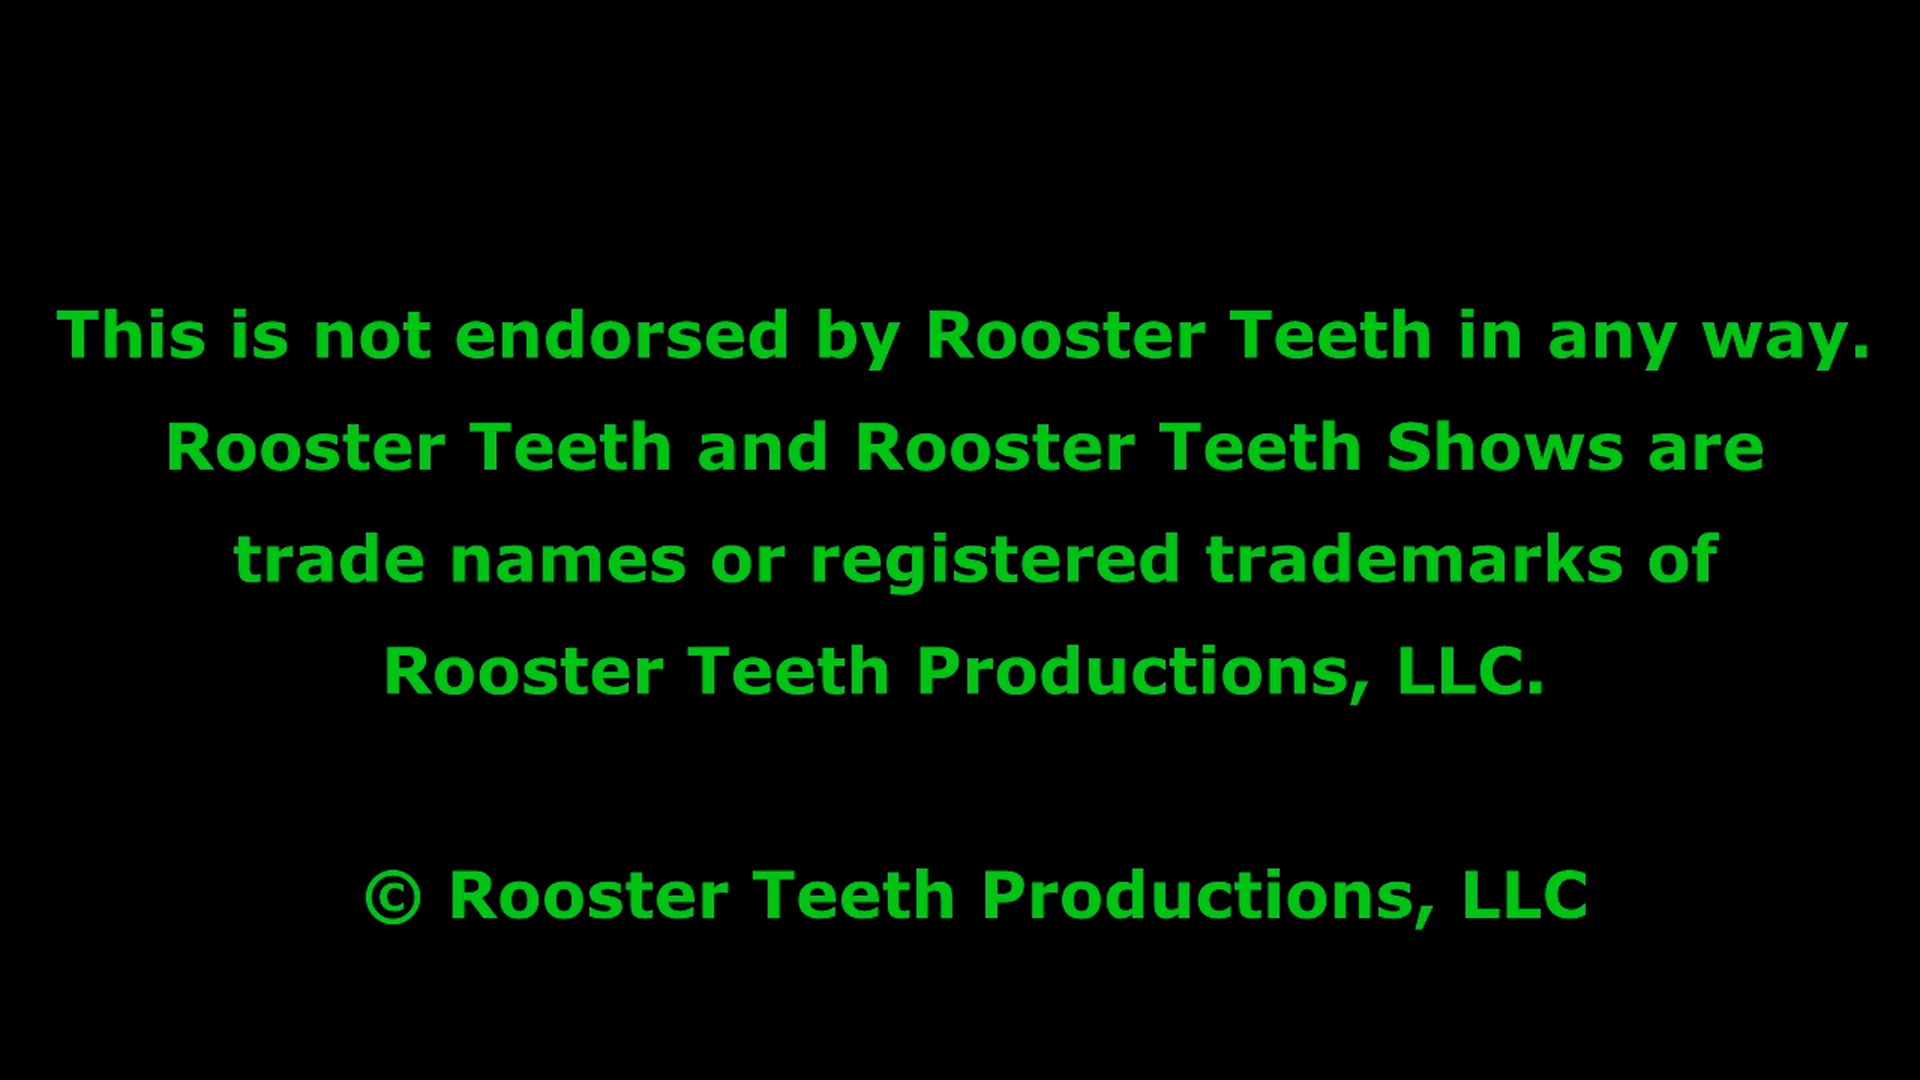 This is not endorsed by Rooster Teeth in any way.
Rooster Teeth and Rooster Teeth Shows are
trade names or registered trademarks of
Rooster Teeth Productions, LLC.
© Rooster Teeth Productions, LLC